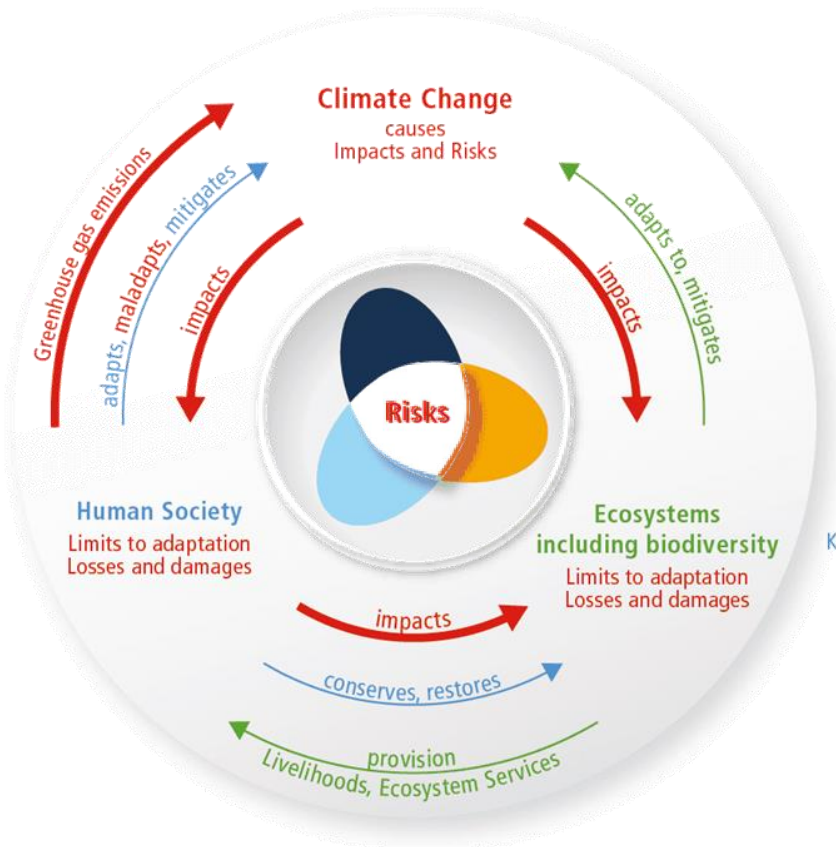 Climate Change
causes
Impacts and Risks
Greenhouse gas emissions
adapts, maladapts, mitigates
impacts
impacts
adapts to, mitigates
Risks
Human Society
Limits to adaptation
Losses and damages
Ecosystems
including biodiversity
Limits to adaptation
Losses and damages
K
impacts
conserves, restores
provision
Livelihoods, Ecosystem Services